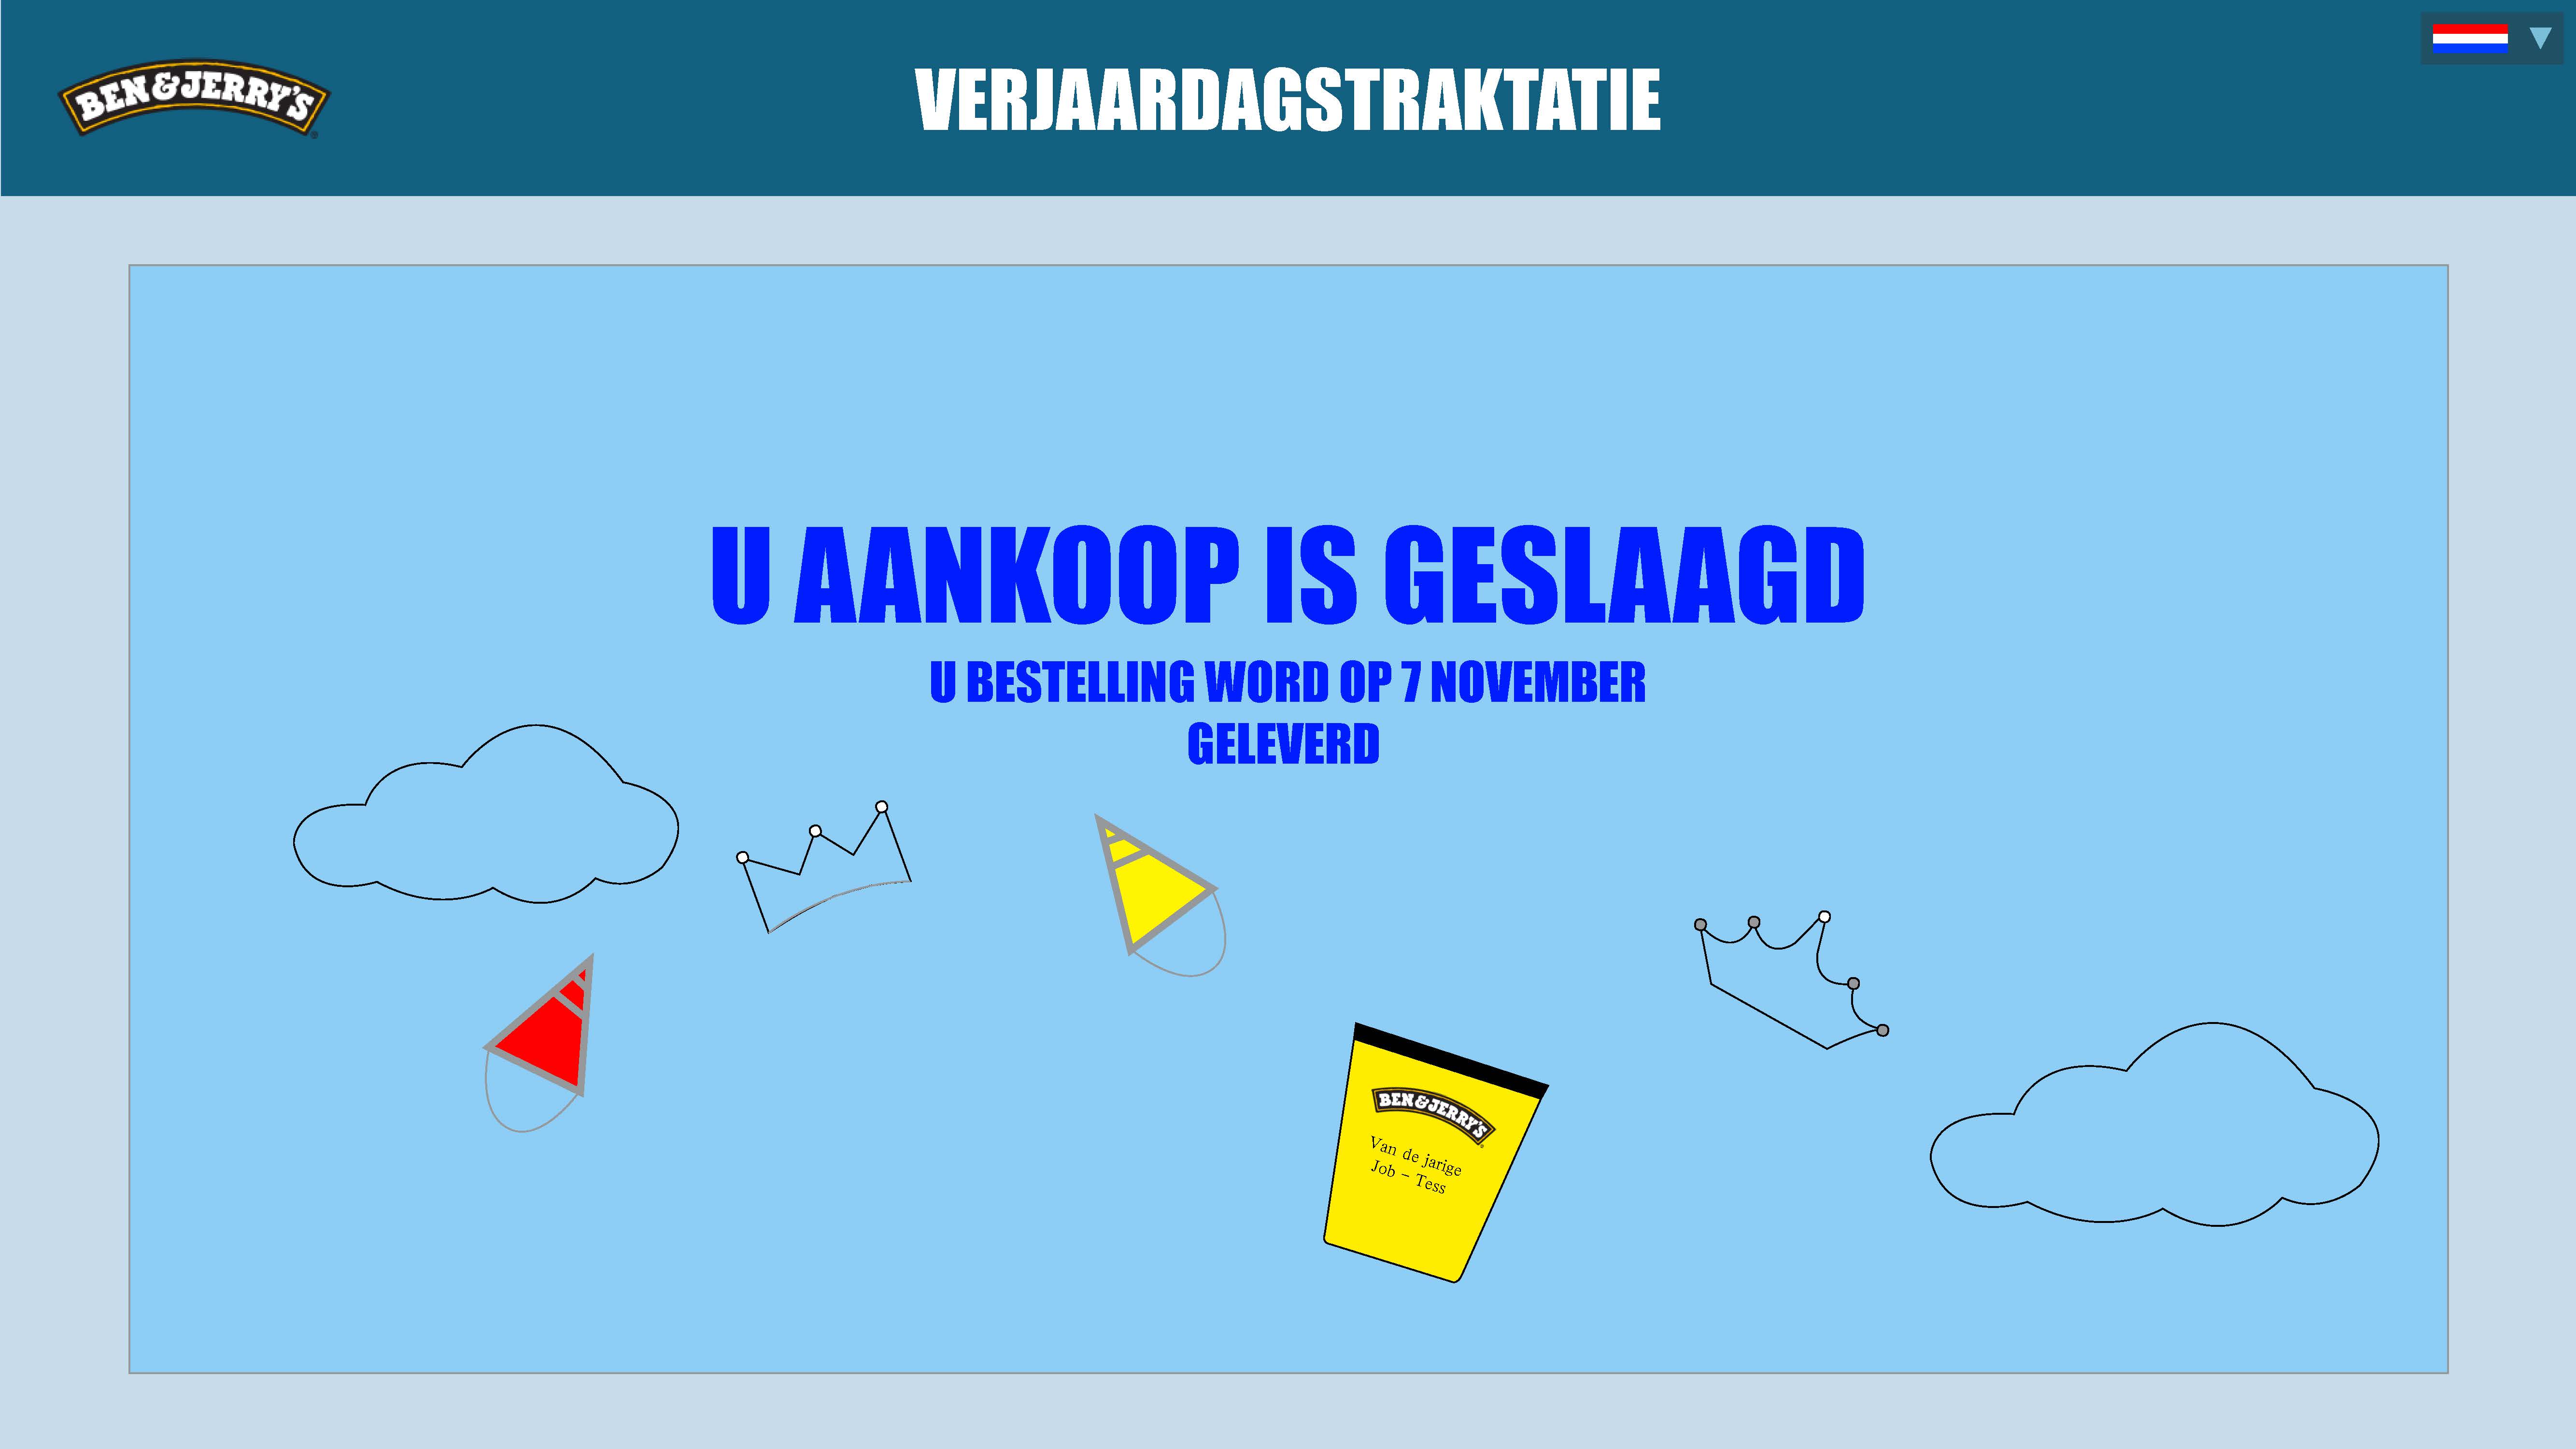 BEN & JERRY'S
VERJAARDAGSTRAKTATIE
U AANKOOP IS GESLAAGD
U BESTELLING WORD OP 7 NOVEMBER
GELEVERD
BEN & JERRY'S
Van de jarige
Job - Tess